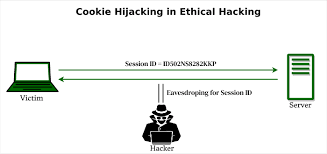 Cookie Hijacking in Ethical Hacking
Session ID = ID502NS8282KKP
Eavesdroping for Session ID
Victim
Server
Hacker